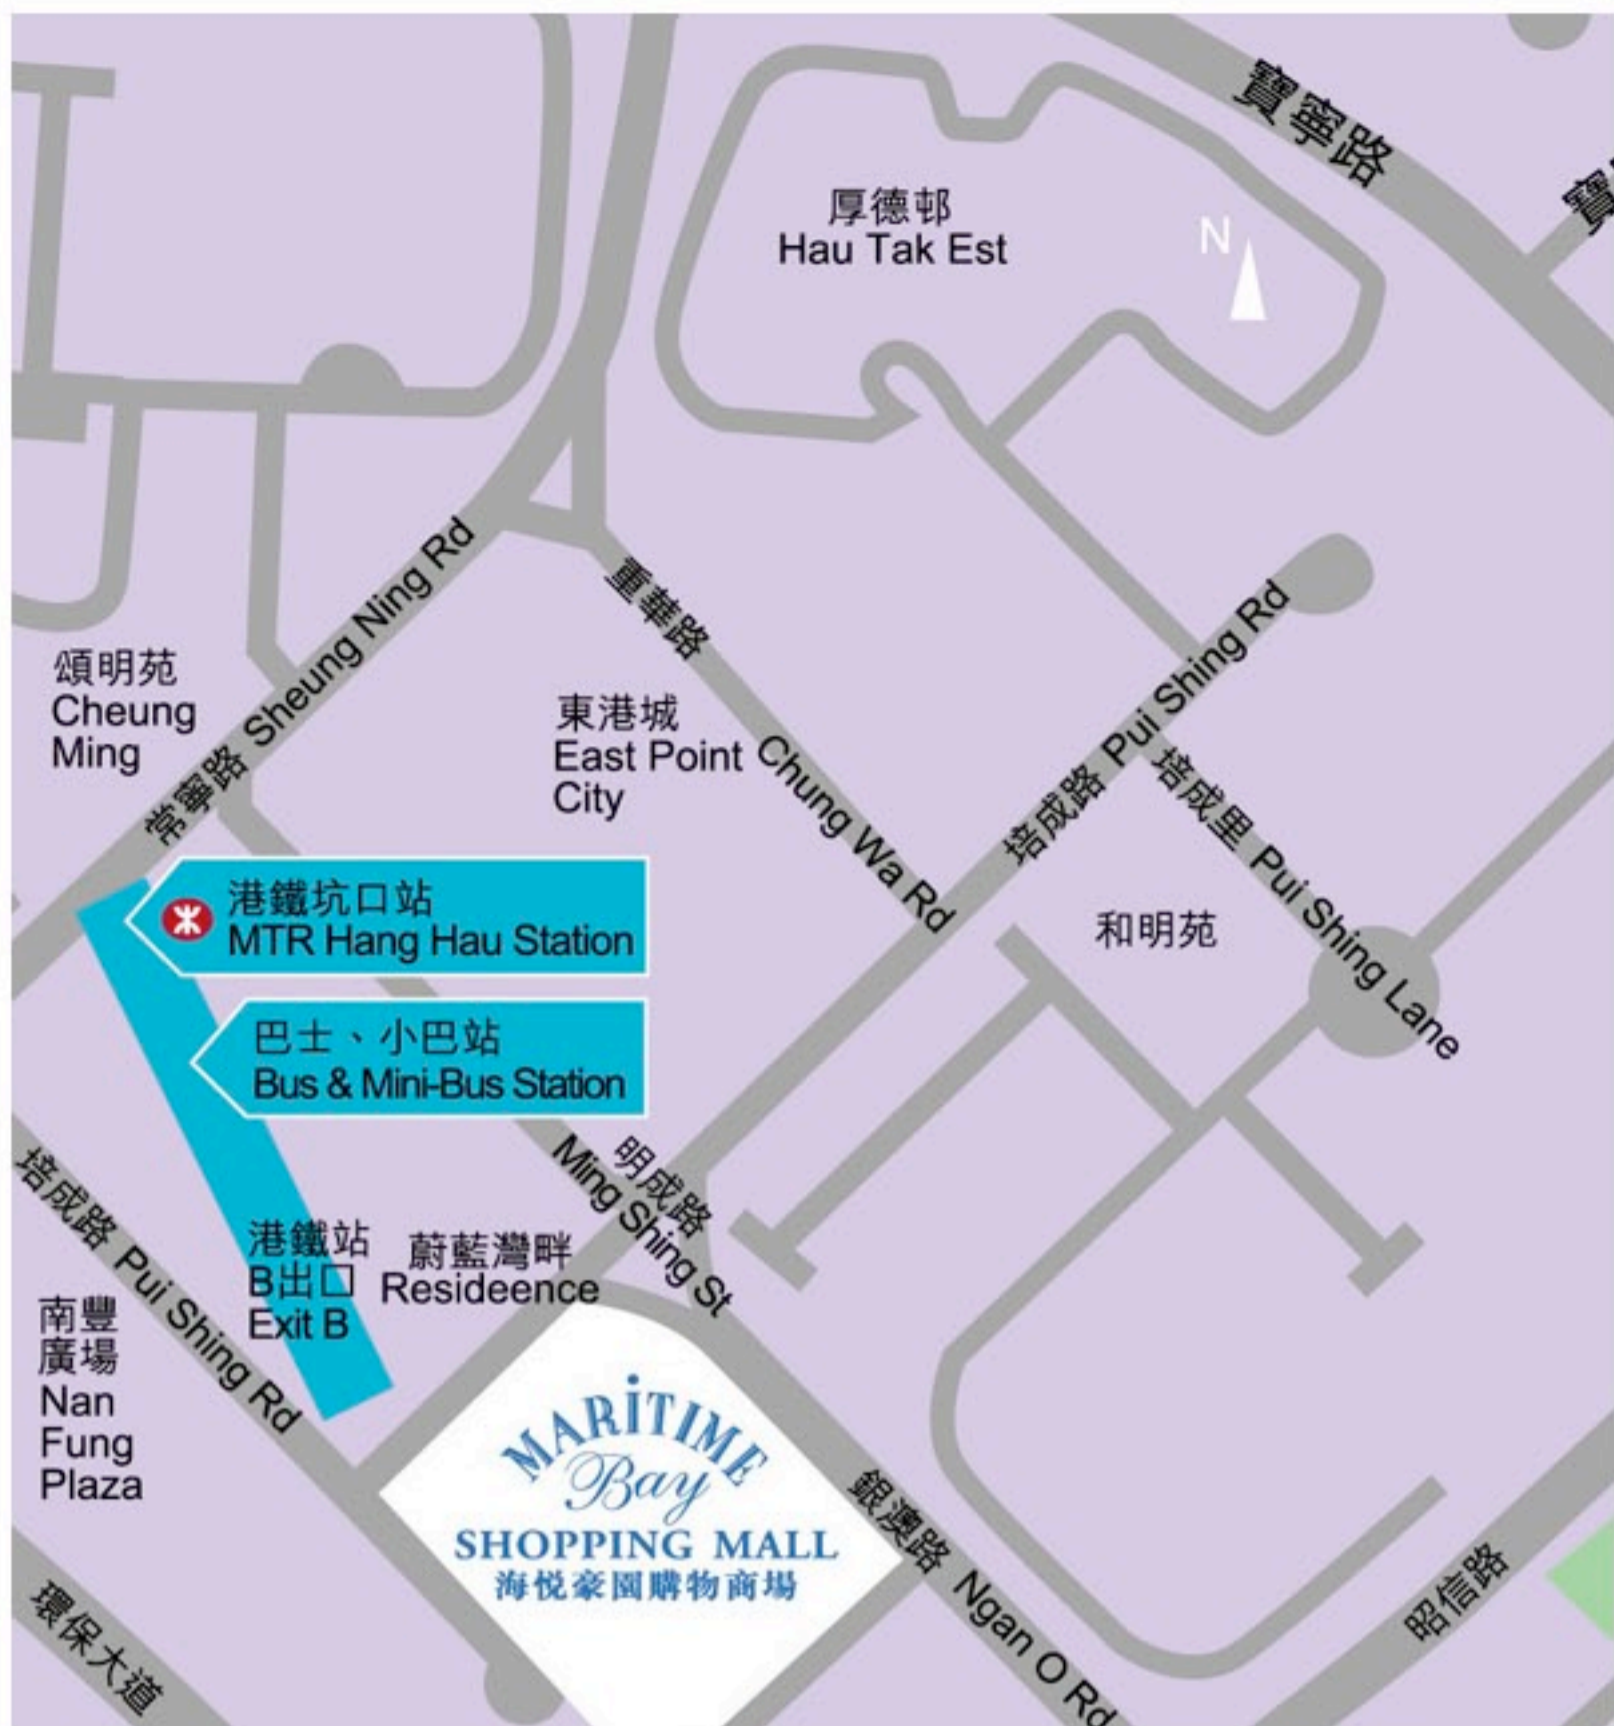 寶寧路
寶
厚德邨
Hau Tak Est
N
常寧路 Sheung Ning Rd
重華路 Chung Wa Rd
頌明苑
Cheung
Ming
東港城
East Point
City
培成路 Pui Shing Rd
培成里 Pui Shing Lane
和明苑
港鐵坑口站
MTR Hang Hau Station
巴士、小巴站
Bus & Mini-Bus Station
明成路
Ming Shing St
培成路 Pui Shing Rd
港鐵站
B出口
Exit B
蔚藍灣畔
Resideence
南豐
廣場
Nan
Fung
Plaza
MARITIME
Bay
SHOPPING MALL
海悅豪園購物商場
銀澳路 Ngan O Rd
昭信路
環保大道